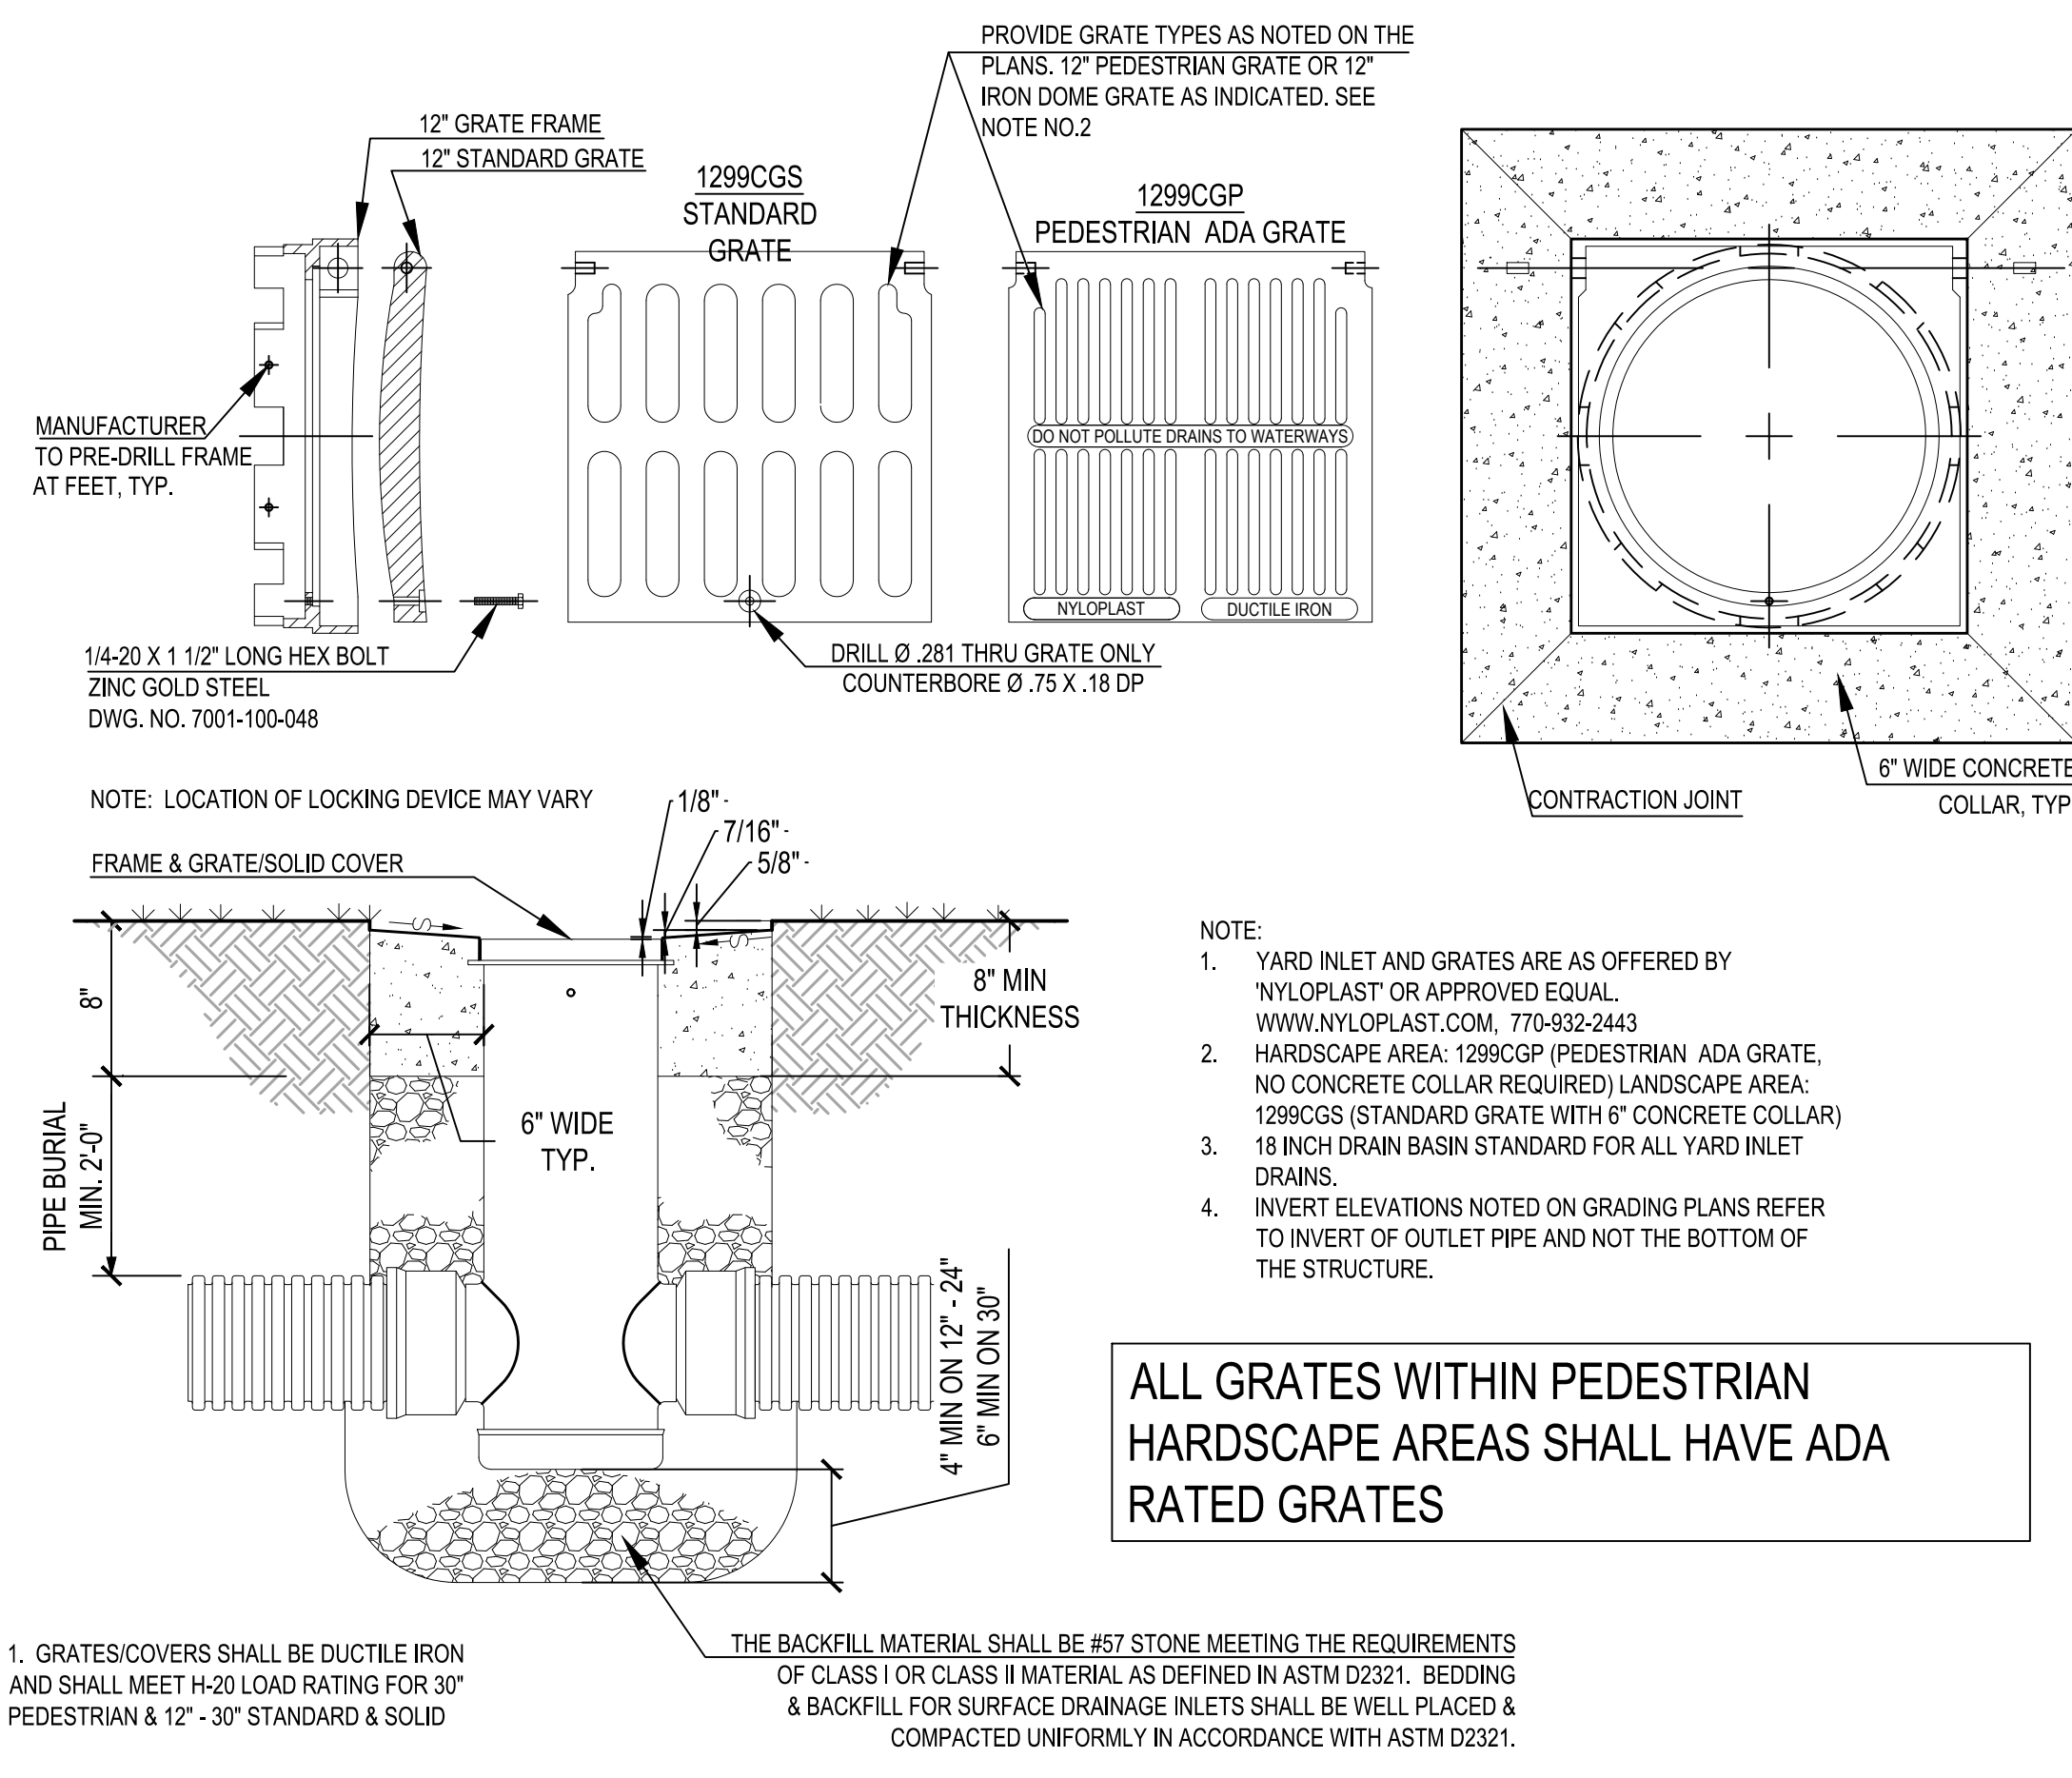 PROVIDE GRATE TYPES AS NOTED ON THE
PLANS. 12" PEDESTRIAN GRATE OR 12"
IRON DOME GRATE AS INDICATED. SEE
NOTE NO.2
12" GRATE FRAME
12" STANDARD GRATE
1299CGS
STANDARD
GRATE
1299CGP
PEDESTRIAN ADA GRATE
MANUFACTURER
TO PRE-DRILL FRAME
AT FEET, TYP.
DO NOT POLLUTE DRAINS TO WATERWAYS
NYLOPLAST
DUCTILE IRON
1/4-20 X 1 1/2" LONG HEX BOLT
ZINC GOLD STEEL
DWG. NO. 7001-100-048
DRILL Ø .281 THRU GRATE ONLY
COUNTERBORE Ø .75 X .18 DP
6" WIDE CONCRETE
COLLAR, TYP
CONTRACTION JOINT
NOTE: LOCATION OF LOCKING DEVICE MAY VARY
1/8"
7/16"
5/8"
FRAME & GRATE/SOLID COVER
S
S
8"
8" MIN
THICKNESS
6" WIDE
TYP.
PIPE BURIAL
MIN. 2'-0"
4" MIN ON 12" - 24"
6" MIN ON 30"
NOTE:
1. YARD INLET AND GRATES ARE AS OFFERED BY
'NYLOPLAST' OR APPROVED EQUAL.
WWW.NYLOPLAST.COM, 770-932-2443
2. HARDSCAPE AREA: 1299CGP (PEDESTRIAN ADA GRATE,
NO CONCRETE COLLAR REQUIRED) LANDSCAPE AREA:
1299CGS (STANDARD GRATE WITH 6" CONCRETE COLLAR)
3. 18 INCH DRAIN BASIN STANDARD FOR ALL YARD INLET
DRAINS.
4. INVERT ELEVATIONS NOTED ON GRADING PLANS REFER
TO INVERT OF OUTLET PIPE AND NOT THE BOTTOM OF
THE STRUCTURE.
ALL GRATES WITHIN PEDESTRIAN
HARDSCAPE AREAS SHALL HAVE ADA
RATED GRATES
1. GRATES/COVERS SHALL BE DUCTILE IRON
AND SHALL MEET H-20 LOAD RATING FOR 30"
PEDESTRIAN & 12" - 30" STANDARD & SOLID
THE BACKFILL MATERIAL SHALL BE #57 STONE MEETING THE REQUIREMENTS
OF CLASS I OR CLASS II MATERIAL AS DEFINED IN ASTM D2321. BEDDING
& BACKFILL FOR SURFACE DRAINAGE INLETS SHALL BE WELL PLACED &
COMPACTED UNIFORMLY IN ACCORDANCE WITH ASTM D2321.